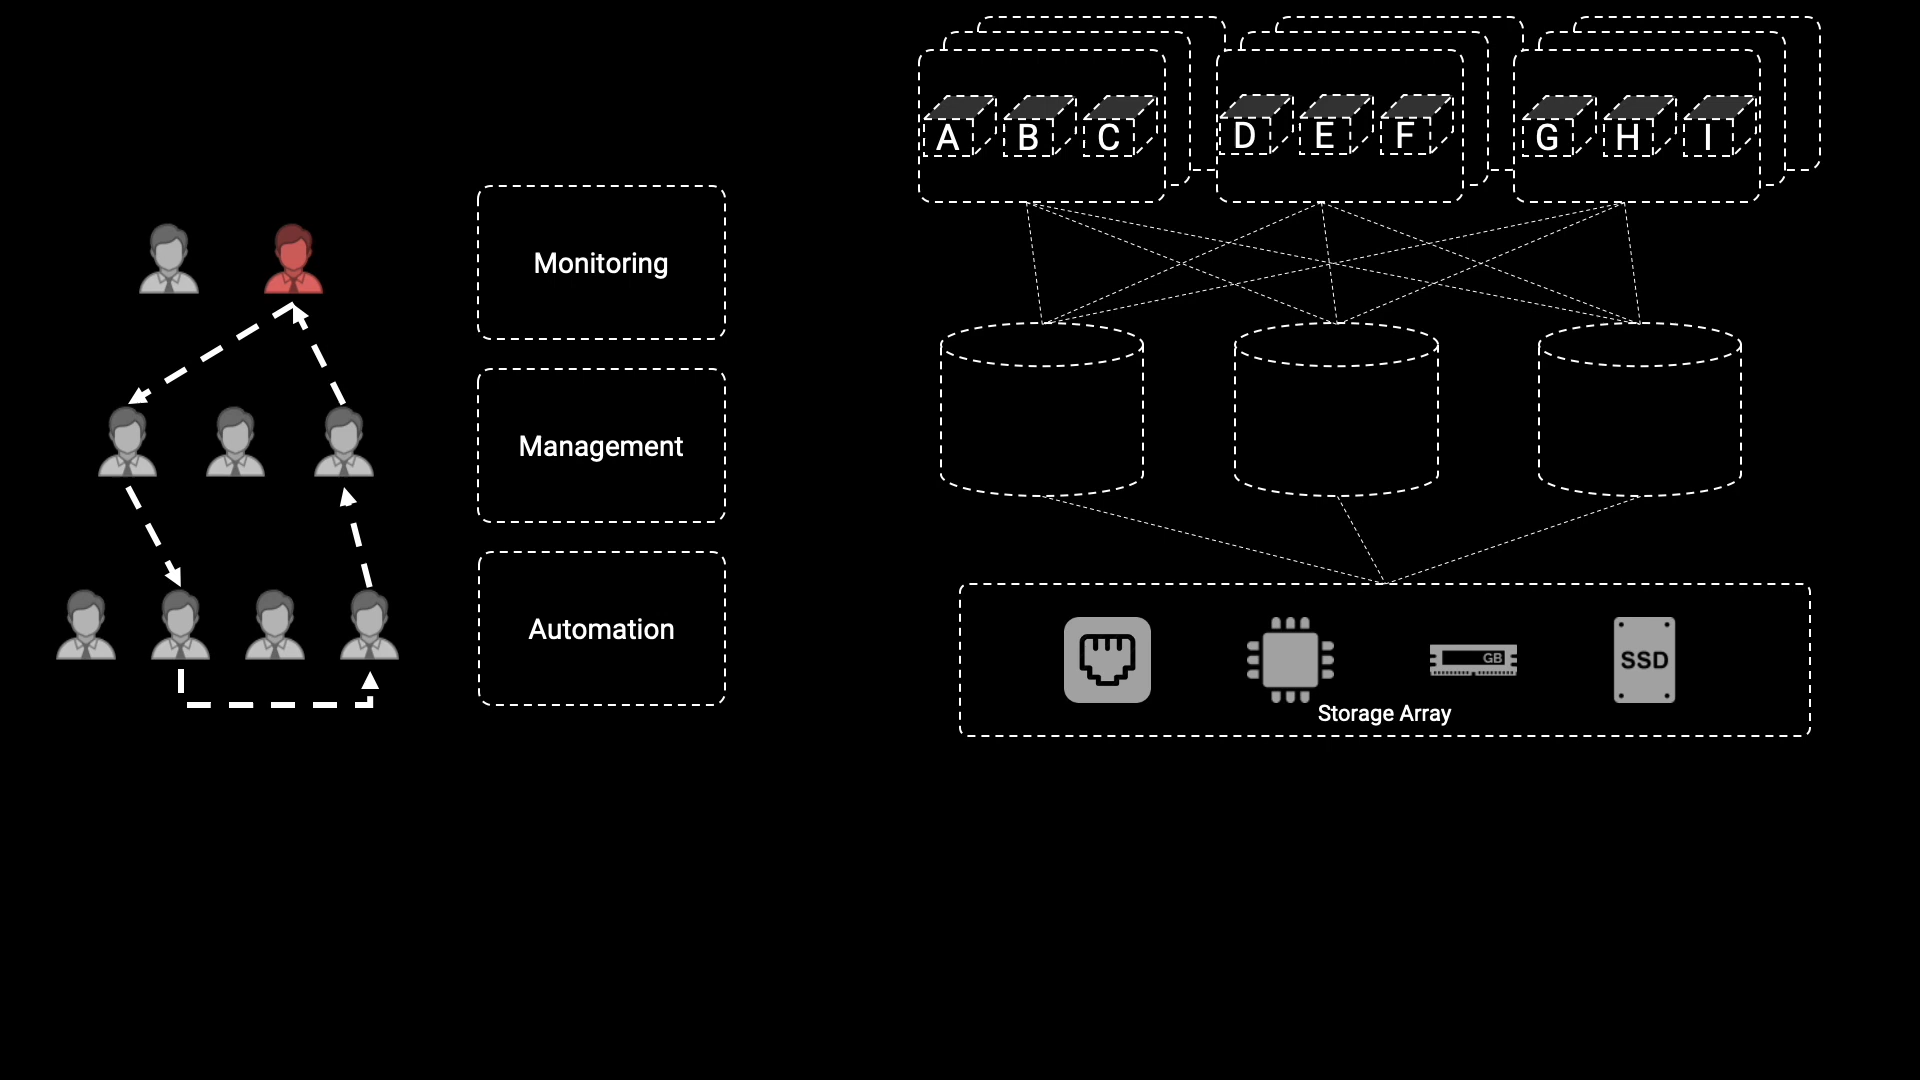 A B C
D E F
G H I
Monitoring
Management
Automation
GB
SSD
Storage Array